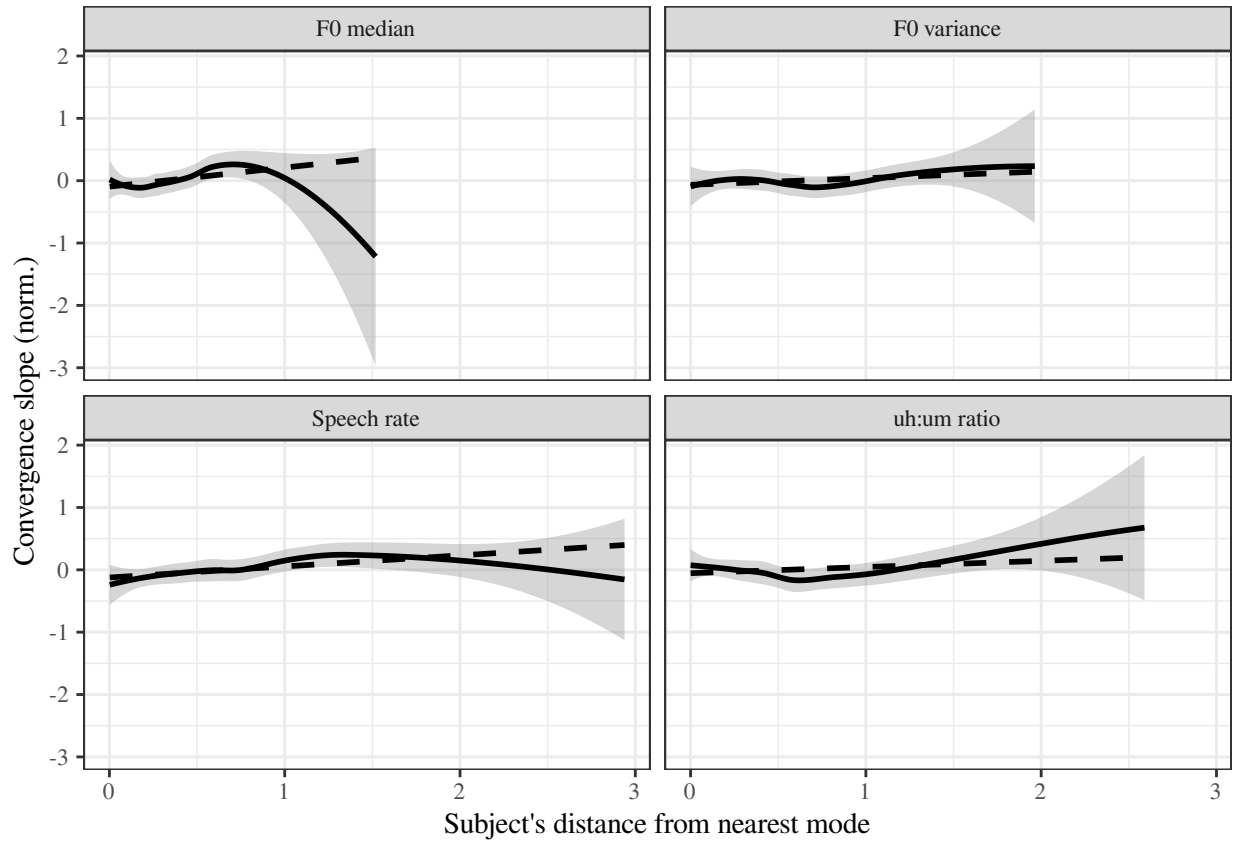 F0 median
F0 variance
2
1
0
-1
-2
-3
Speech rate
uh:um ratio
2
1
0
-1
-2
-3
0 1 2 3
0 1 2 3
Convergence slope (norm.)
Subject's distance from nearest mode